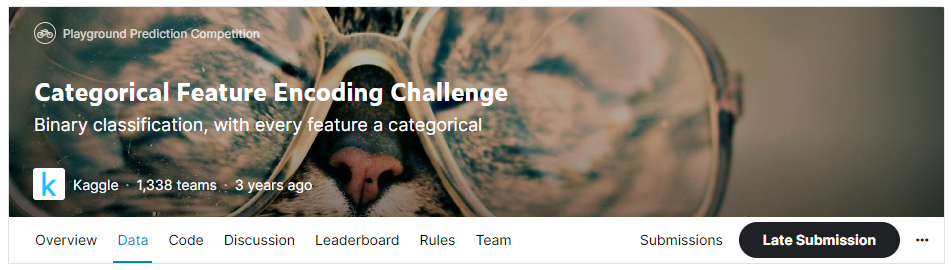 Playground Prediction Competition
Categorical Feature Encoding Challenge
Binary classification, with every feature a categorical
k Kaggle · 1,338 teams · 3 years ago
Overview Data Code Discussion Leaderboard Rules Team Submissions Late Submission ...